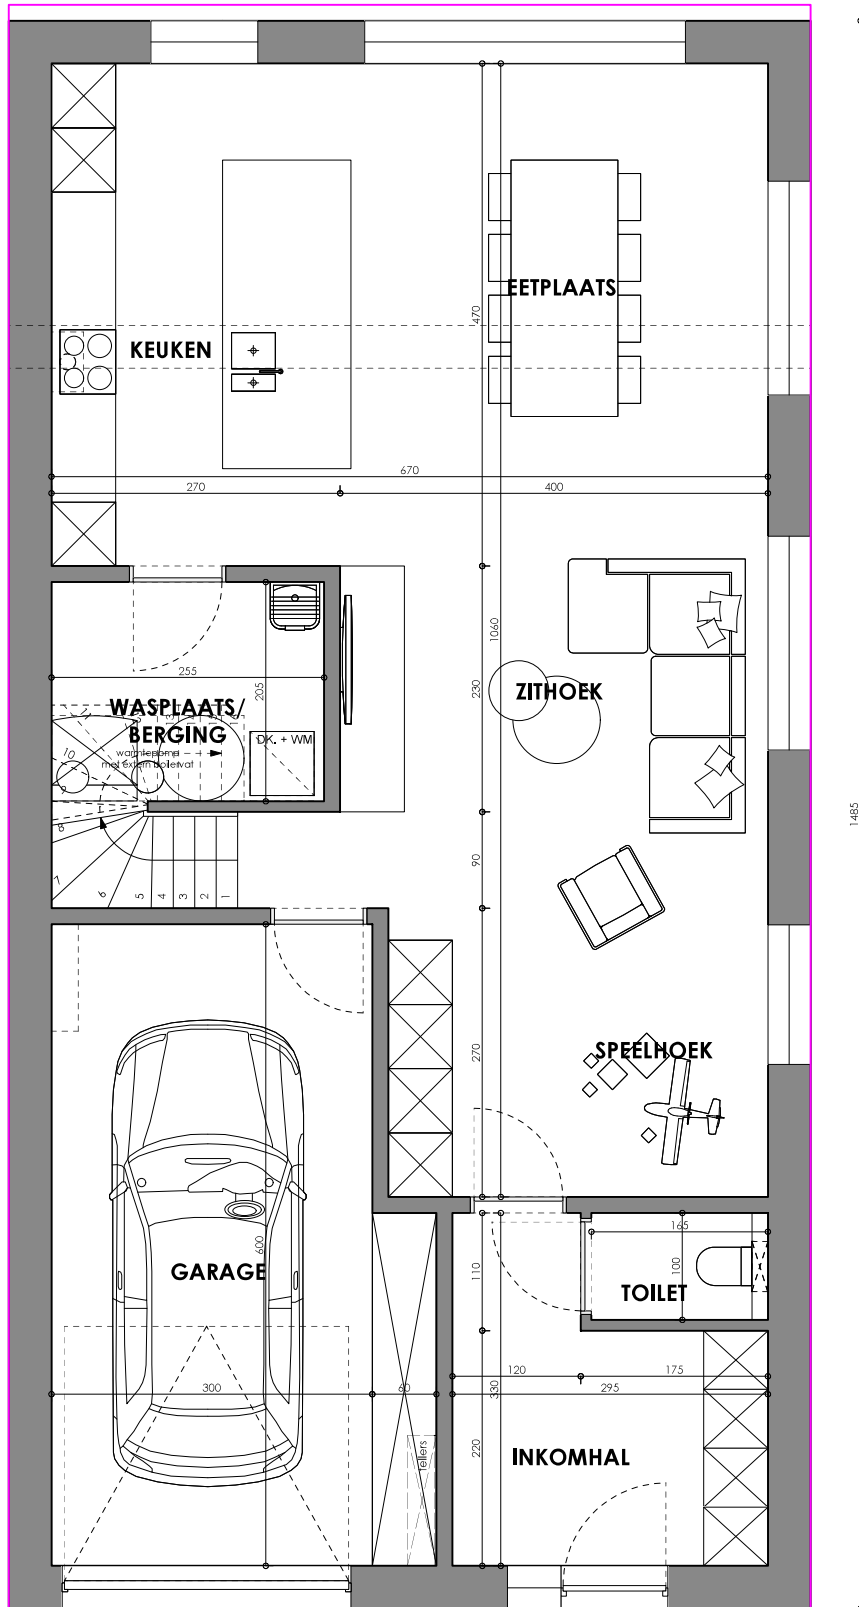 EETPLAATS
470
KEUKEN
670
270
400
1060
255
205
230
ZITHOEK
WASPLAATS/
BERGING
DK. + WM
warmtepomp
met extern boilervat
10
9
8
7
6
5
4
3
2
1
90
1485
270
SPEELHOEK
600
GARAGE
165
100
110
TOILET
120
175
300
60
330
295
220
tellers
INKOMHAL